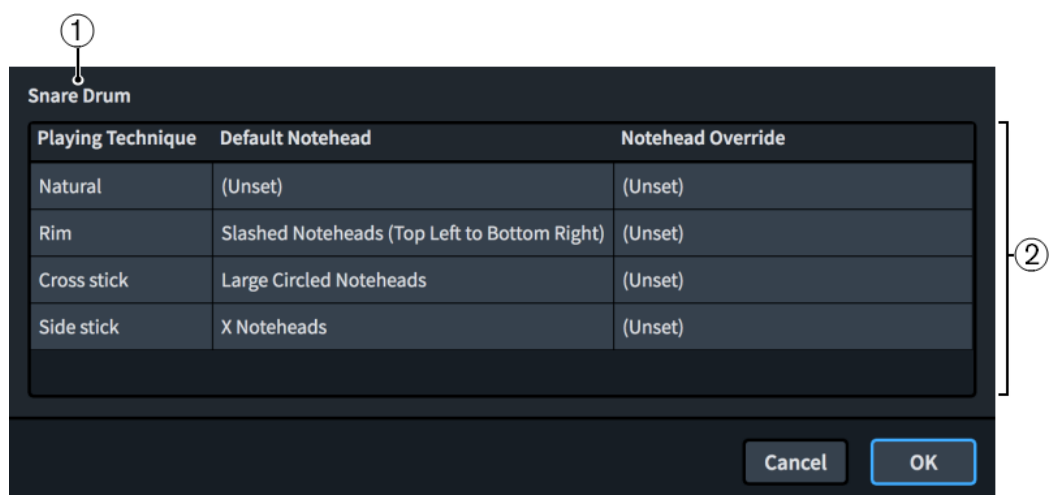 1
Snare Drum
Playing Technique Default Notehead Notehead Override
Natural (Unset) (Unset)
Rim Slashed Noteheads (Top Left to Bottom Right) (Unset)
Cross stick Large Circled Noteheads (Unset)
2
Side stick X Noteheads (Unset)
Cancel OK